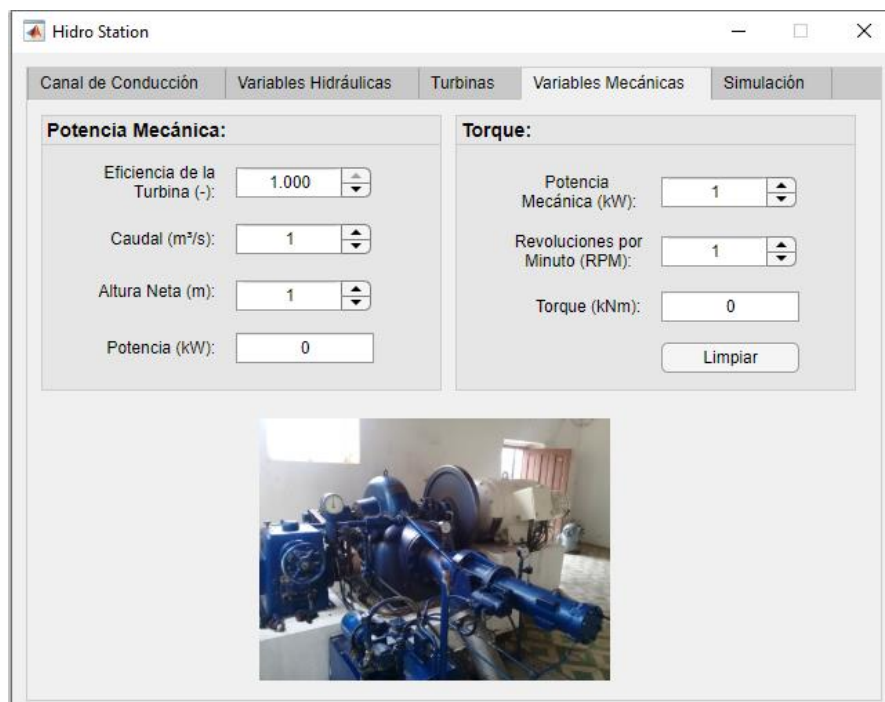 Hidro Station
Canal de Conducción Variables Hidráulicas Turbinas Variables Mecánicas Simulación
Potencia Mecánica:
Eficiencia de la
Turbina (-):
1.000
Caudal (m³/s):
1
Altura Neta (m):
1
Potencia (kW):
0
Torque:
Potencia
Mecánica (kW):
1
Revoluciones por
Minuto (RPM):
1
Torque (kNm):
0
Limpiar